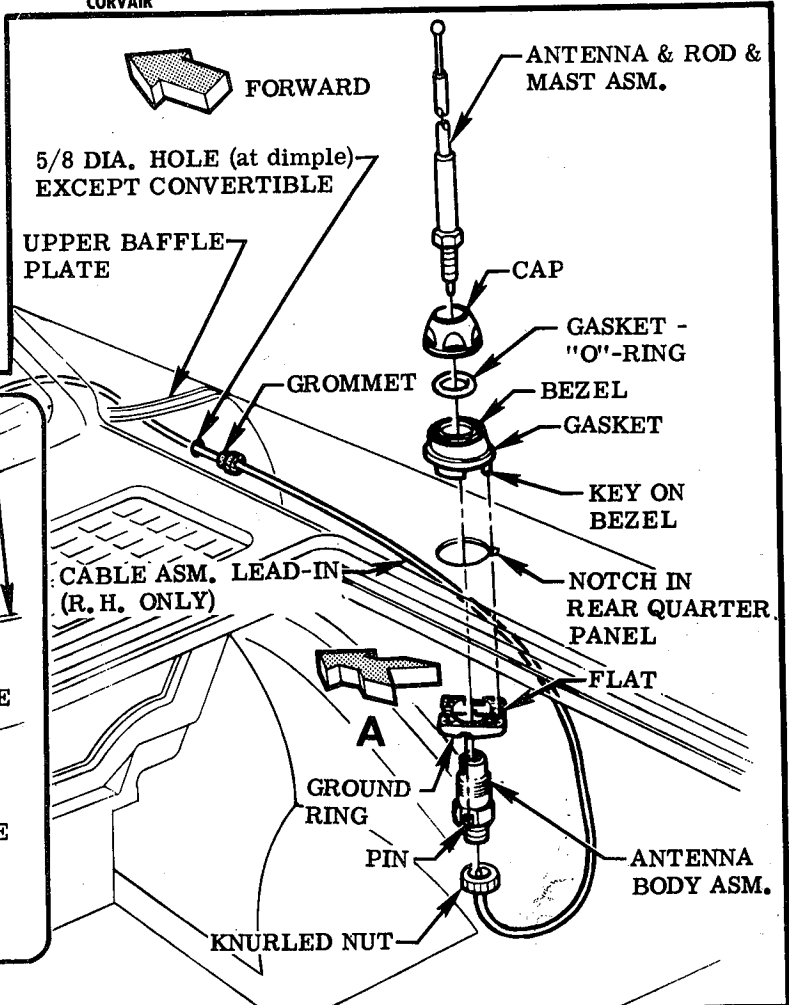 CORVAIR
FORWARD
ANTENNA & ROD &
MAST ASM.
5/8 DIA. HOLE (at dimple)
EXCEPT CONVERTIBLE
UPPER BAFFLE
PLATE
CAP
GASKET -
"O"-RING
GROMMET
BEZEL
GASKET
KEY ON
BEZEL
CABLE ASM. LEAD-IN
(R.H. ONLY)
NOTCH IN
REAR QUARTER
PANEL
FLAT
A
E
GROUND
RING
E
PIN
ANTENNA
BODY ASM.
KNURLED NUT